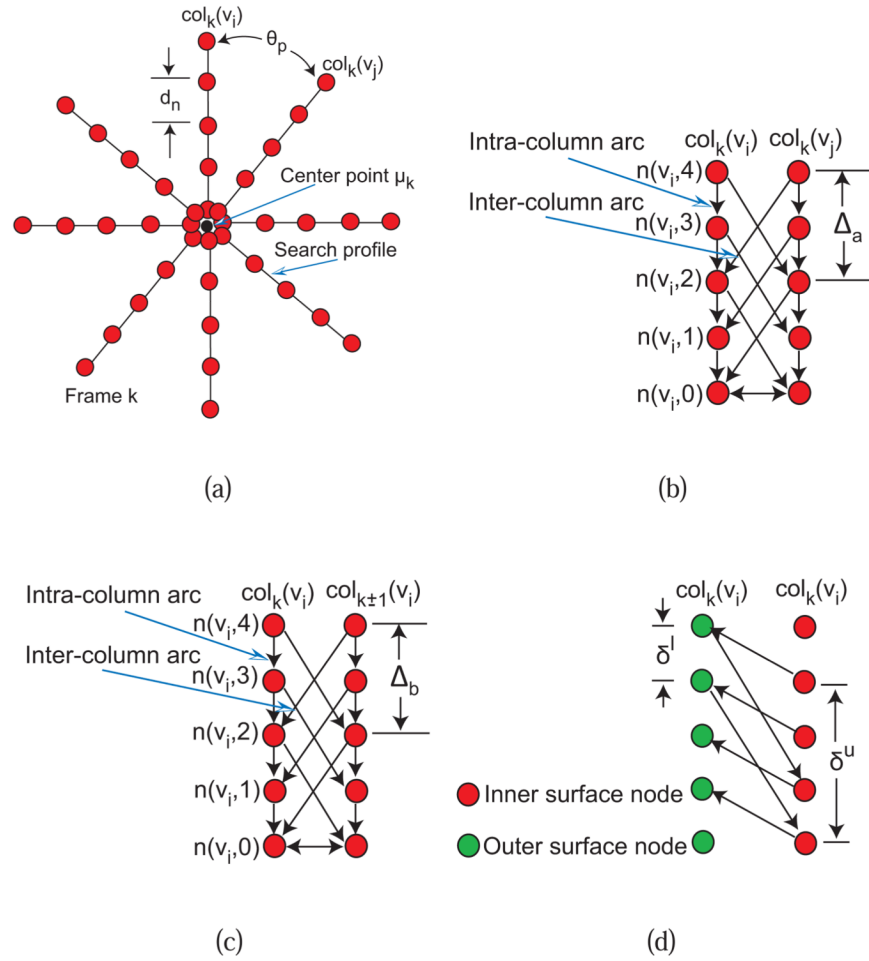 col_k(v_i)
θ_p
col_k(v_j)
d_n
Center point μ_k
Search profile
Frame k
(a)
col_k(v_i) col_k(v_j)
Intra-column arc
n(v_i,4)
Inter-column arc
n(v_i,3)
Δ_a
n(v_i,2)
n(v_i,1)
n(v_i,0)
(b)
col_k(v_i) col_{k±1}(v_i)
Intra-column arc
n(v_i,4)
Inter-column arc
n(v_i,3)
Δ_b
n(v_i,2)
n(v_i,1)
n(v_i,0)
(c)
col_k(v_i) col_k(v_i)
δ^l
δ^u
Inner surface node
Outer surface node
(d)